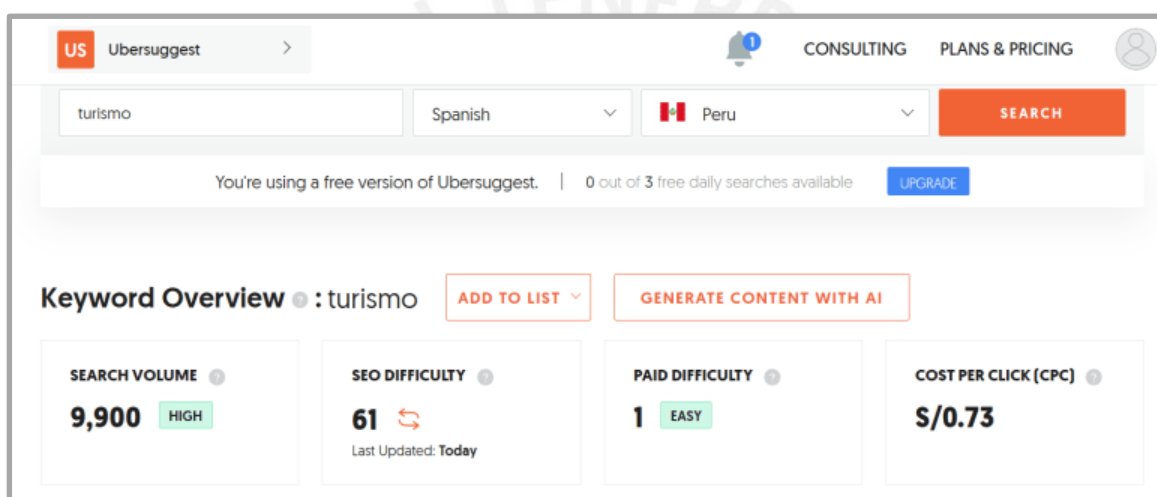 US Ubersuggest
1
CONSULTING PLANS & PRICING
turismo Spanish Peru SEARCH
You're using a free version of Ubersuggest. | 0 out of 3 free daily searches available UPGRADE
Keyword Overview ? : turismo ADD TO LIST GENERATE CONTENT WITH AI
SEARCH VOLUME ? SEO DIFFICULTY ? PAID DIFFICULTY ? COST PER CLICK (CPC) ?
9,900 HIGH 61 1 EASY S/0.73
Last Updated: Today